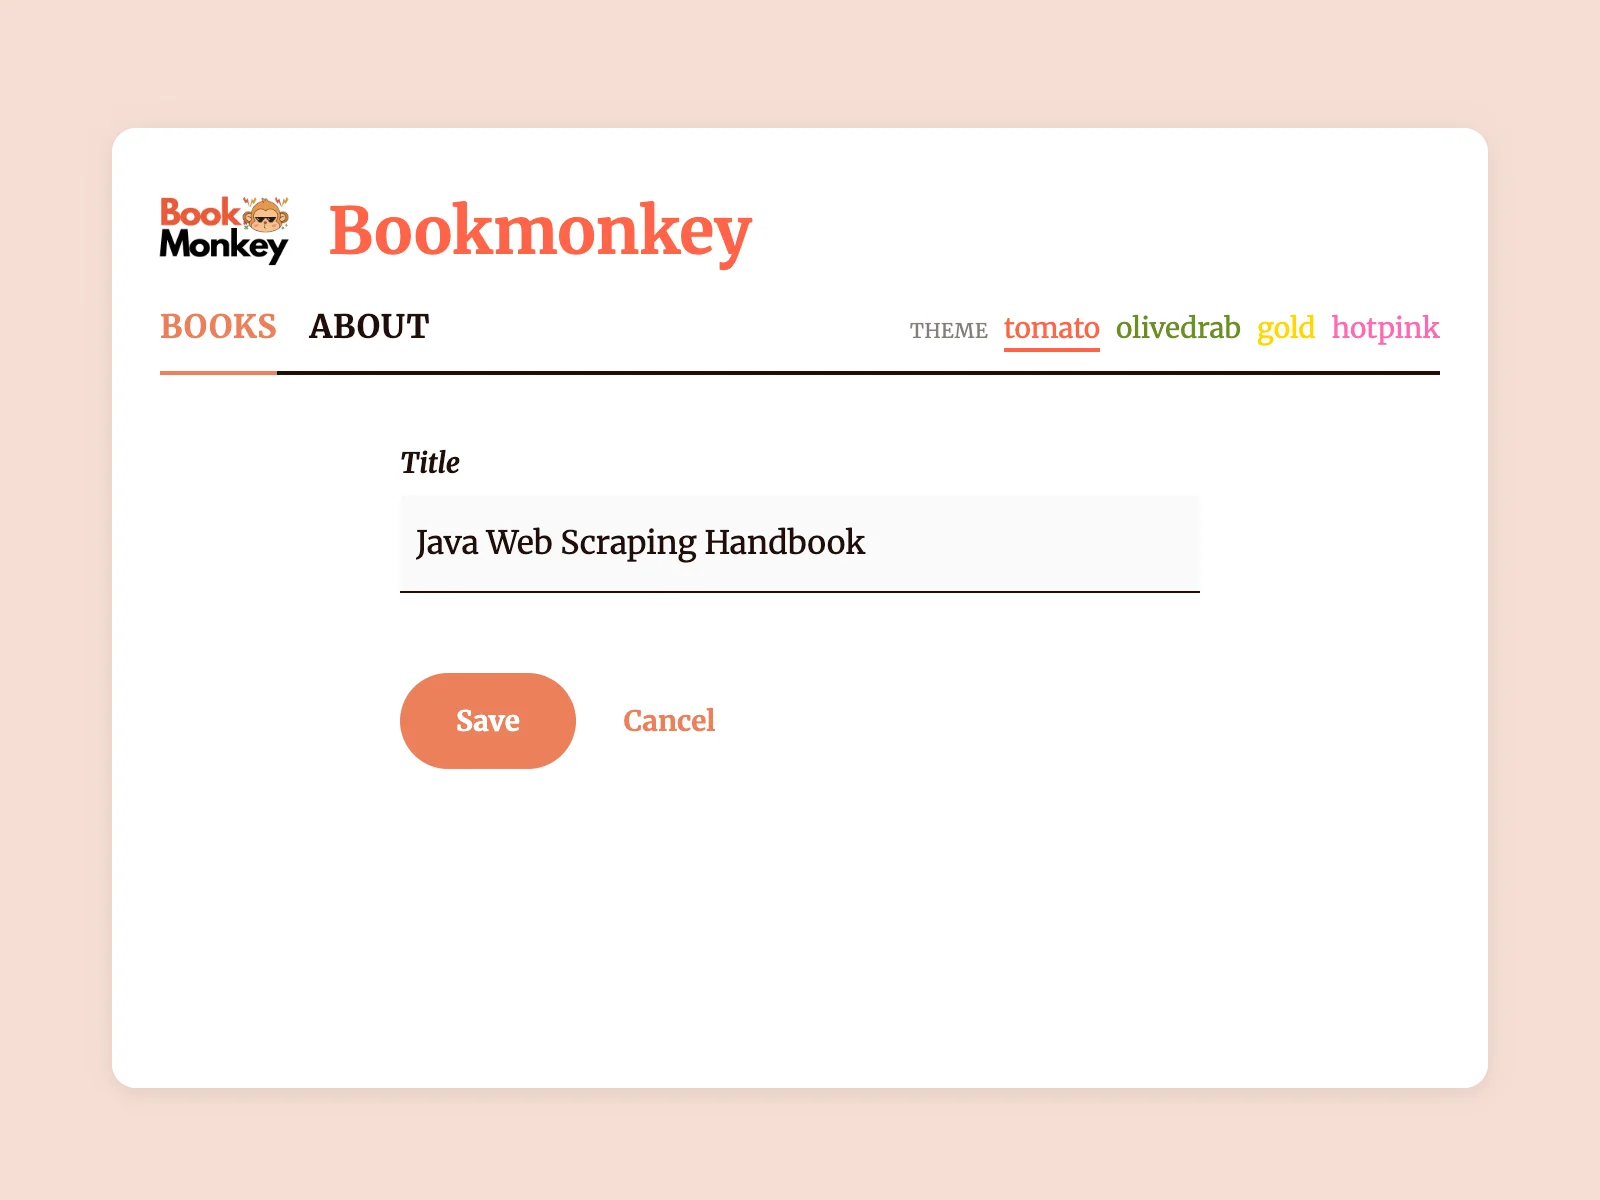 Book
Monkey
Bookmonkey
BOOKS ABOUT THEME tomato olivedrab gold hotpink
Title
Java Web Scraping Handbook
Save Cancel